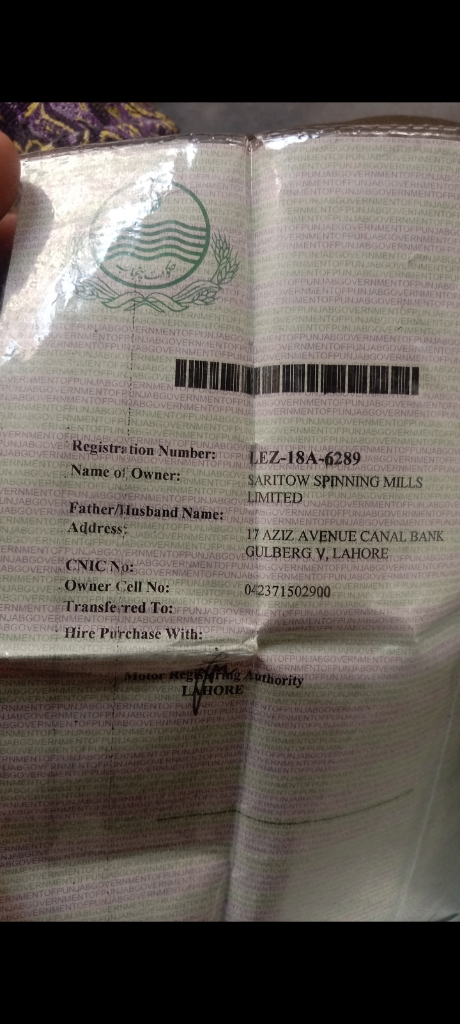 حکومت پنجاب
Registration Number: LEZ-18A-6289
Name of Owner: SARITOW SPINNING MILLS
LIMITED
Father/Husband Name:
Address: 17 AZIZ AVENUE CANAL BANK
GULBERG V, LAHORE
CNIC No:
Owner Cell No: 042371502900
Transferred To:
Hire Purchase With:
Motor Registering Authority
LAHORE